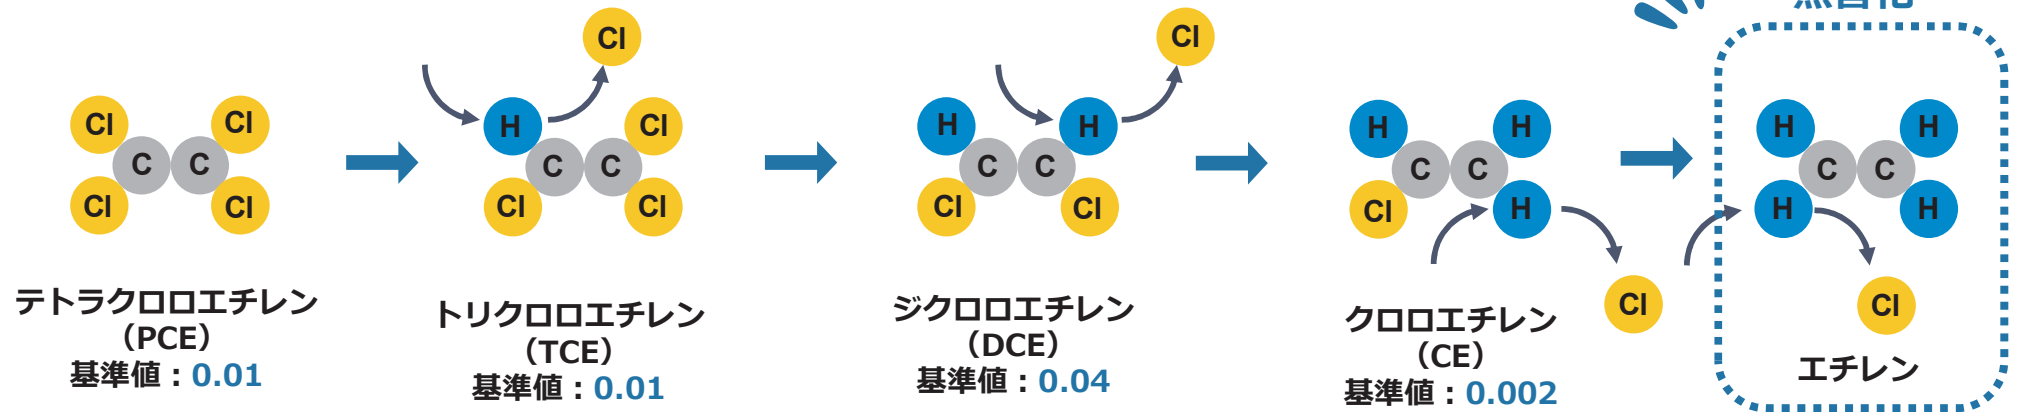 Cl
Cl
C
C
Cl
Cl
テトラクロロエチレン
（PCE）
基準値：0.01
Cl
H
Cl
C
C
Cl
Cl
トリクロロエチレン
（TCE）
基準値：0.01
Cl
H
H
C
C
Cl
Cl
ジクロロエチレン
（DCE）
基準値：0.04
H
H
C
C
Cl
H
Cl
クロロエチレン
（CE）
基準値：0.002
H
H
C
C
H
H
Cl
エチレン